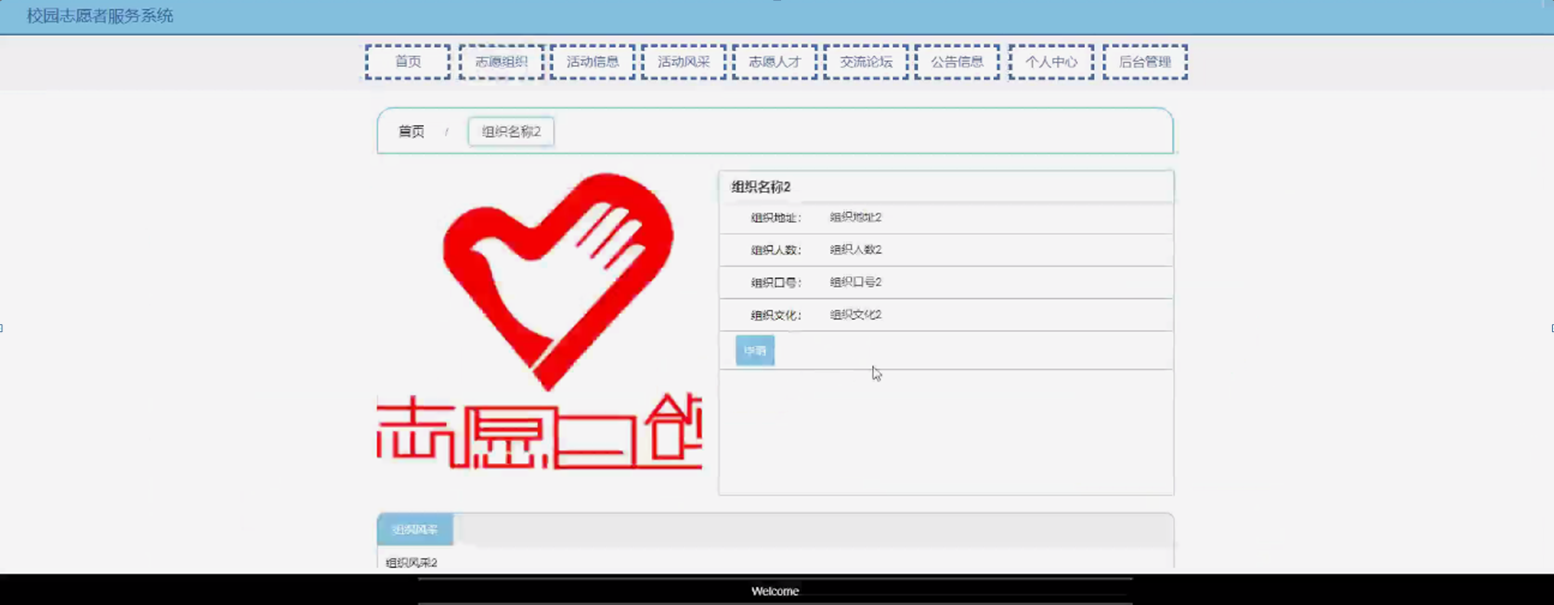 校园志愿者服务系统
首页 志愿组织 活动信息 活动风采 志愿人才 交流论坛 公告信息 个人中心 后台管理
首页 / 组织名称2
组织名称2
组织地址： 组织地址2
组织人数： 组织人数2
组织口号： 组织口号2
组织文化： 组织文化2
申请
志愿
组织风采
组织风采2
Welcome